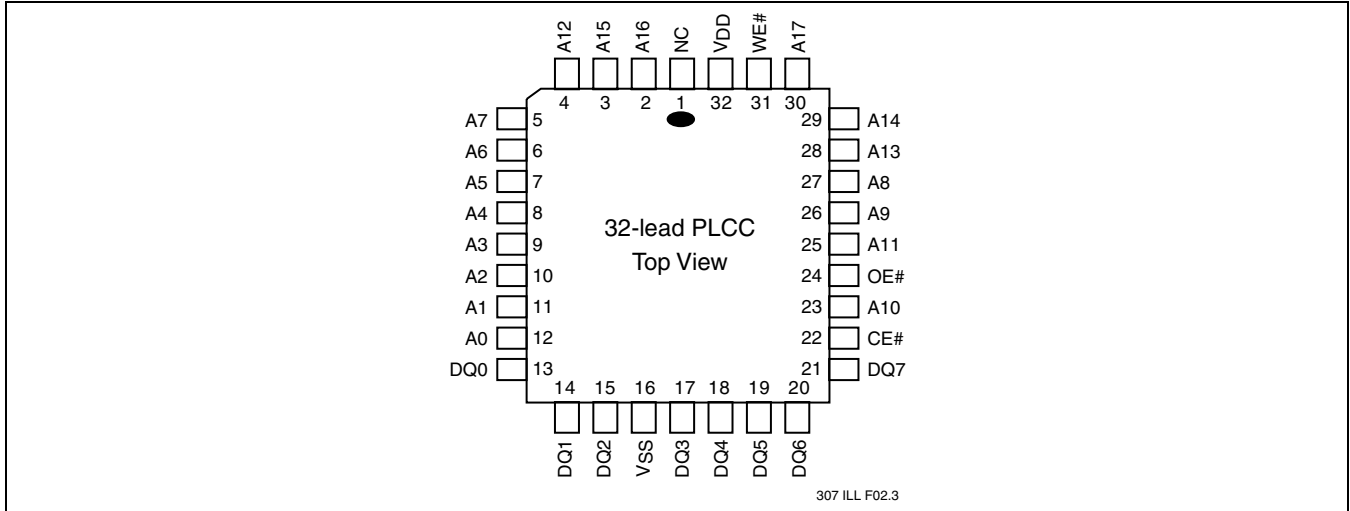 A12 A15 A16 NC VDD WE# A17
4 3 2 1 32 31 30
A7 5 29 A14
A6 6 28 A13
A5 7 27 A8
A4 8 26 A9
32-lead PLCC
A3 9 25 A11
Top View
A2 10 24 OE#
A1 11 23 A10
A0 12 22 CE#
DQ0 13 21 DQ7
14 15 16 17 18 19 20
DQ1 DQ2 VSS DQ3 DQ4 DQ5 DQ6
307 ILL F02.3